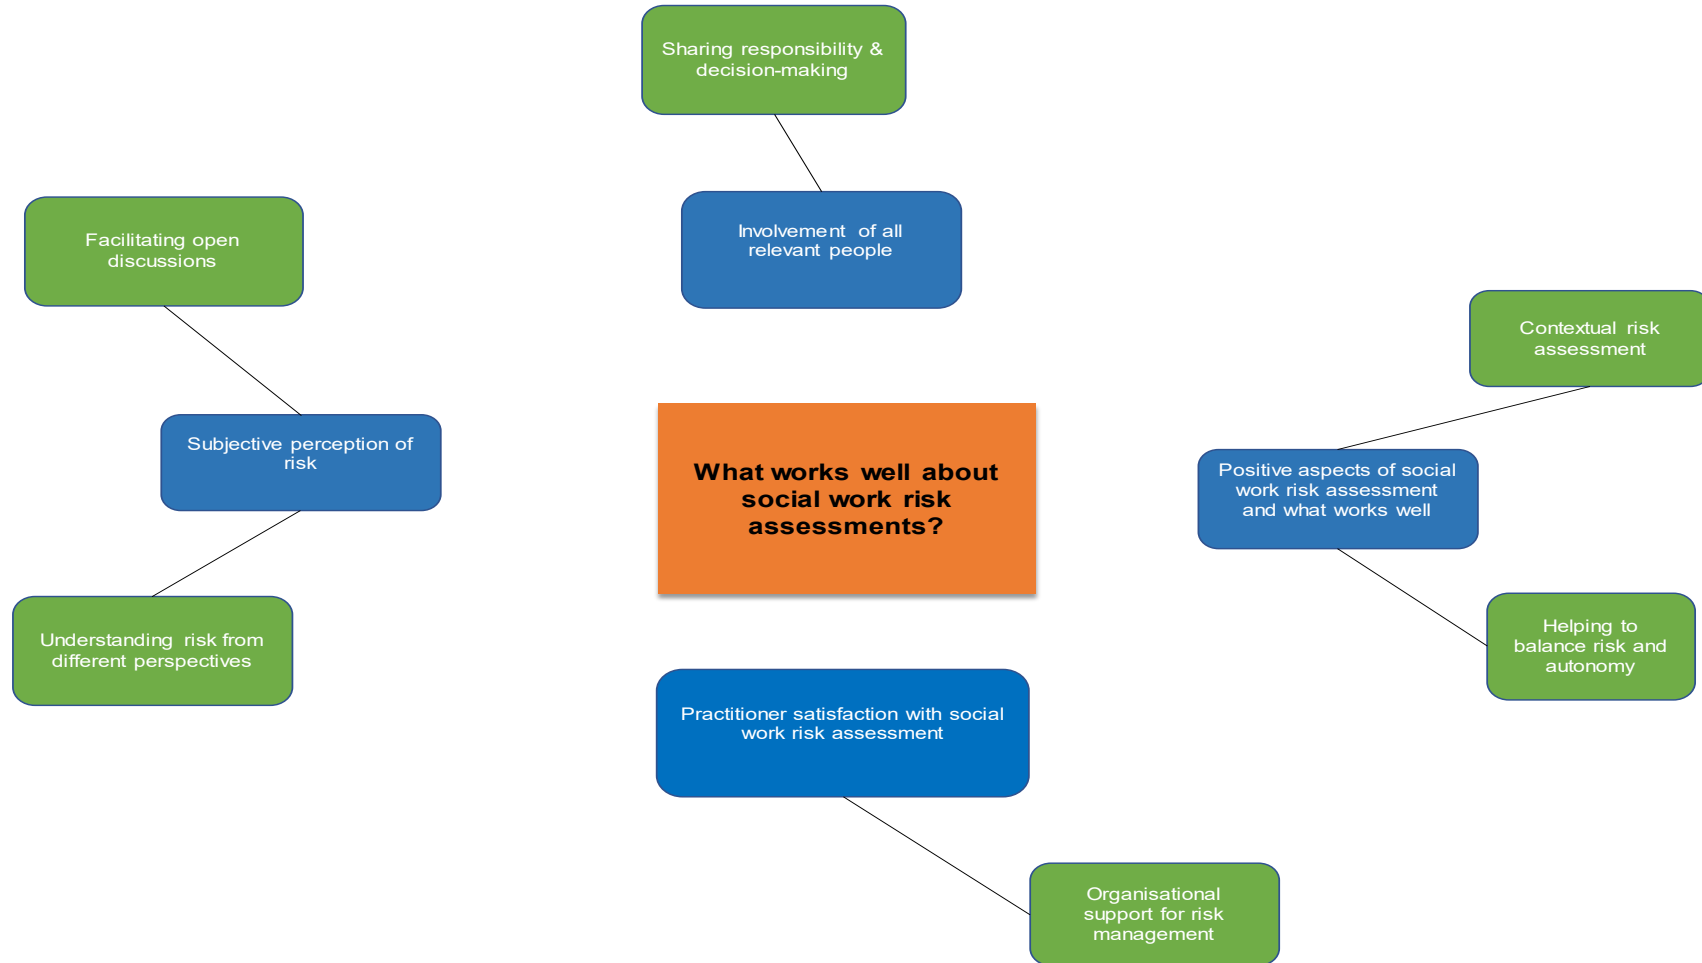 Sharing responsibility &
decision-making
Involvement of all
relevant people
Facilitating open
discussions
Subjective perception of
risk
Understanding risk from
different perspectives
What works well about
social work risk
assessments?
Contextual risk
assessment
Positive aspects of social
work risk assessment
and what works well
Helping to
balance risk and
autonomy
Practitioner satisfaction with social
work risk assessment
Organisational
support for risk
management